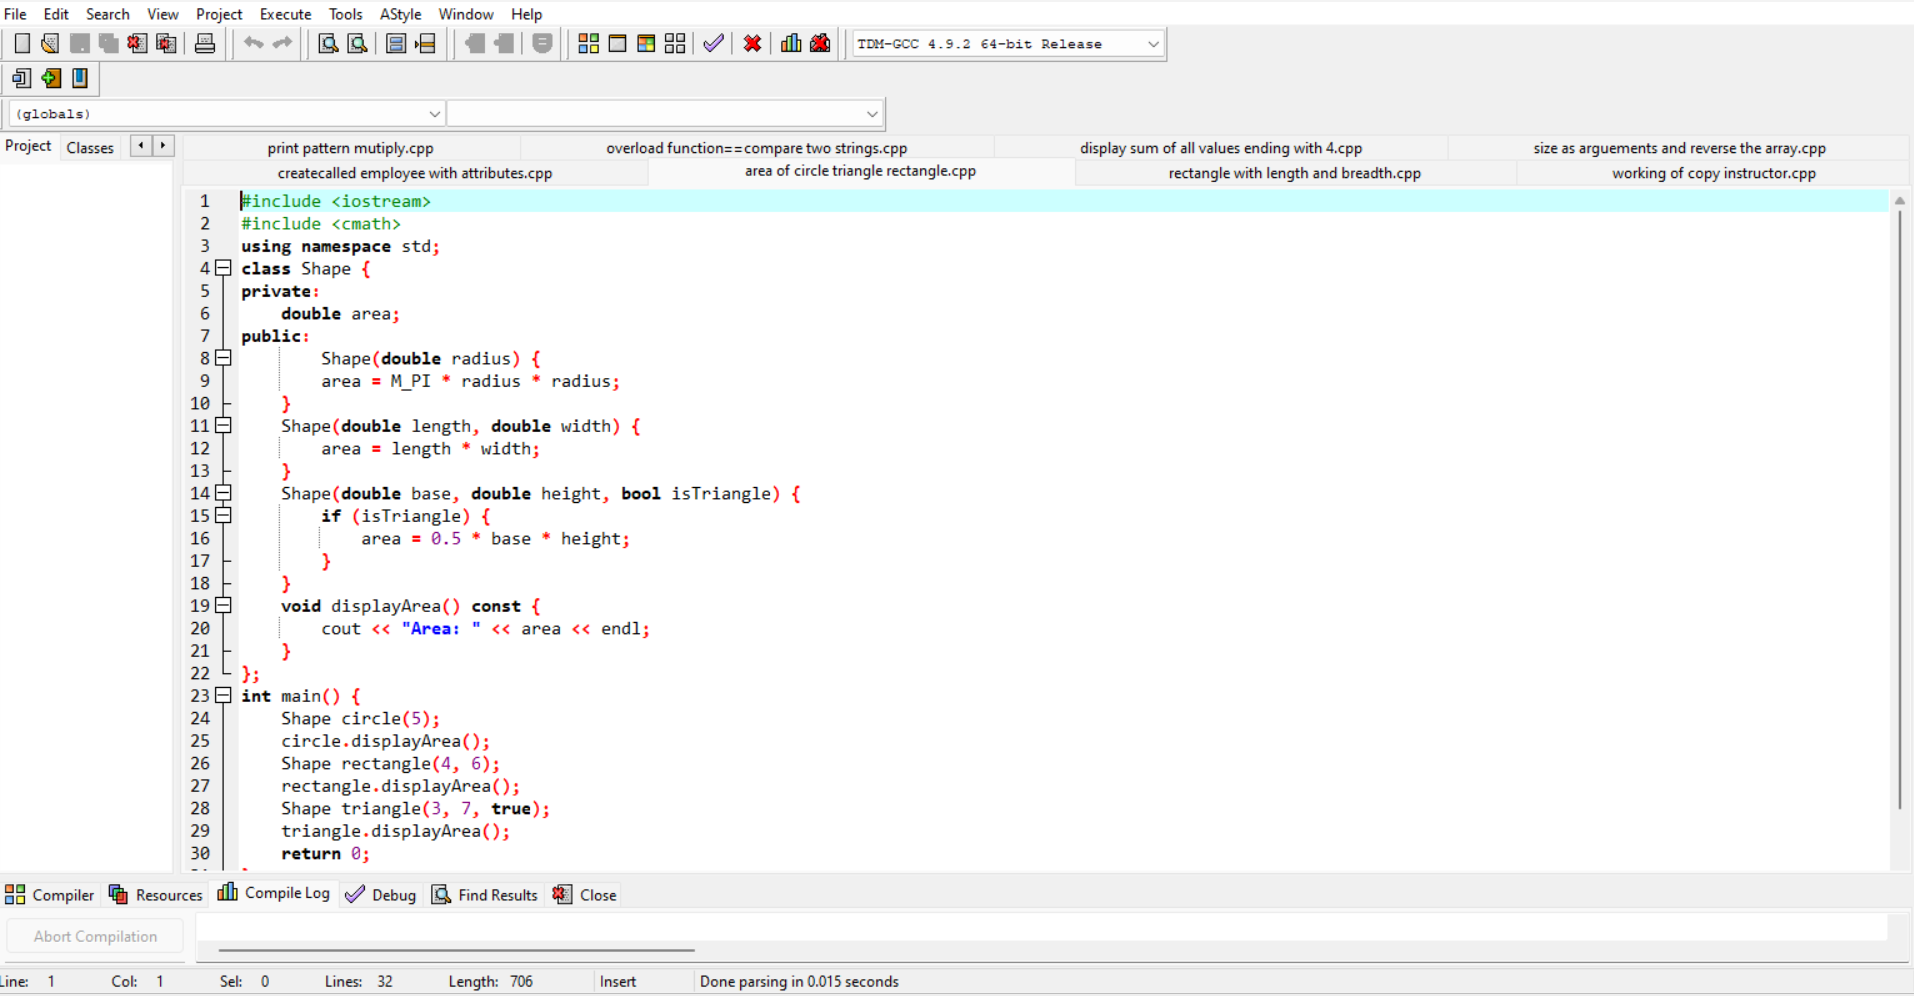 File Edit Search View Project Execute Tools AStyle Window Help
TDM-GCC 4.9.2 64-bit Release
(globals)
Project Classes
print pattern mutiply.cpp overload function==compare two strings.cpp display sum of all values ending with 4.cpp size as arguements and reverse the array.cpp
createcalled employee with attributes.cpp area of circle triangle rectangle.cpp rectangle with length and breadth.cpp working of copy instructor.cpp
1 #include <iostream>
2 #include <cmath>
3 using namespace std;
4 class Shape {
5 private:
6 double area;
7 public:
8 Shape(double radius) {
9 area = M_PI * radius * radius;
10 }
11 Shape(double length, double width) {
12 area = length * width;
13 }
14 Shape(double base, double height, bool isTriangle) {
15 if (isTriangle) {
16 area = 0.5 * base * height;
17 }
18 }
19 void displayArea() const {
20 cout << "Area: " << area << endl;
21 }
22 };
23 int main() {
24 Shape circle(5);
25 circle.displayArea();
26 Shape rectangle(4, 6);
27 rectangle.displayArea();
28 Shape triangle(3, 7, true);
29 triangle.displayArea();
30 return 0;
Compiler Resources Compile Log Debug Find Results Close
Abort Compilation
Line: 1 Col: 1 Sel: 0 Lines: 32 Length: 706 Insert Done parsing in 0.015 seconds